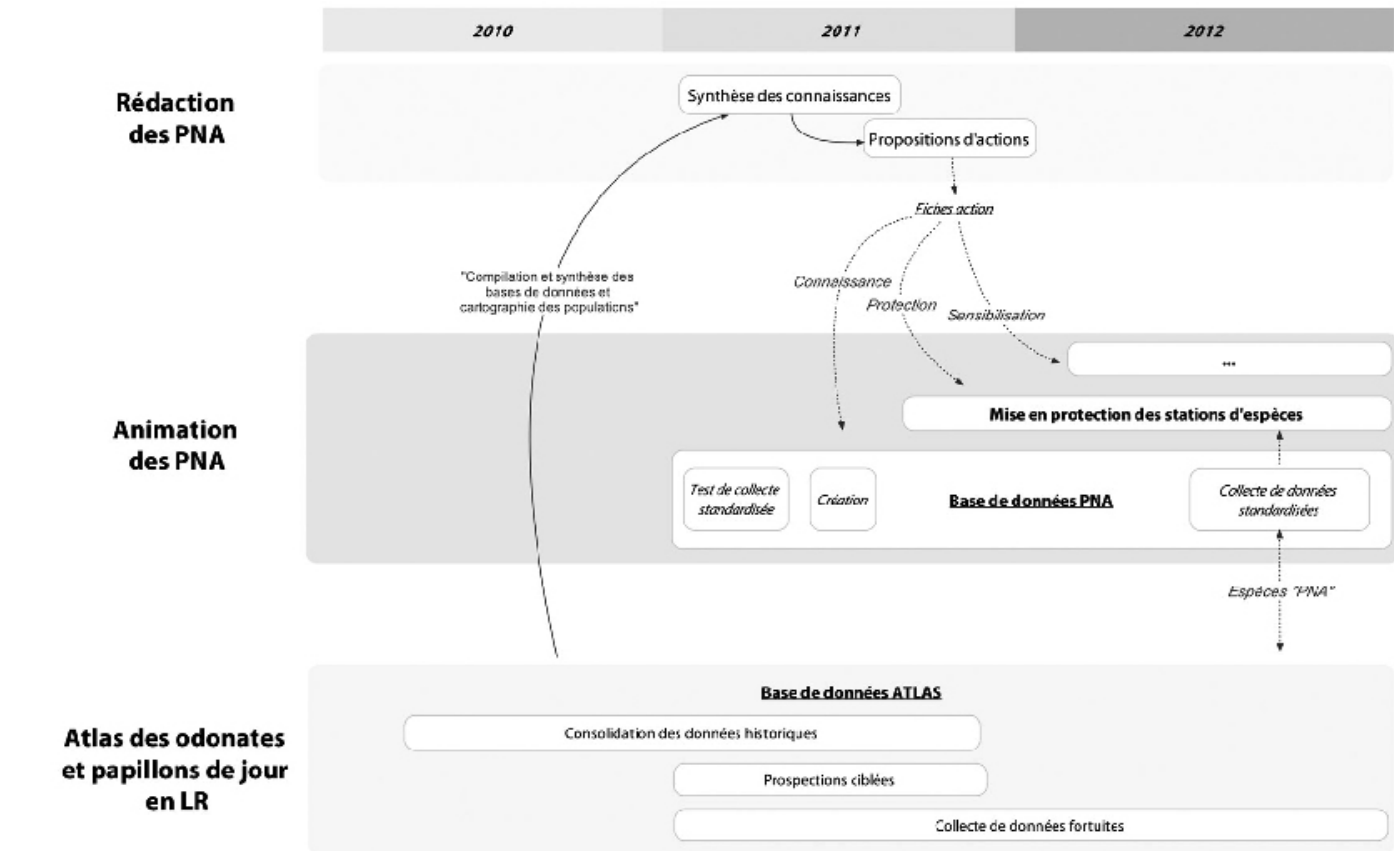 2010
2011
2012
Rédaction
des PNA
Synthèse des connaissances
Propositions d'actions
Fiches action
"Compilation et synthèse des
bases de données et
cartographie des populations"
Connaissance
Protection
Sensibilisation
Animation
des PNA
...
Mise en protection des stations d'espèces
Test de collecte
standardisée
Création
Base de données PNA
Collecte de données
standardisées
Espèces "PNA"
Atlas des odonates
et papillons de jour
en LR
Base de données ATLAS
Consolidation des données historiques
Prospections ciblées
Collecte de données fortuites